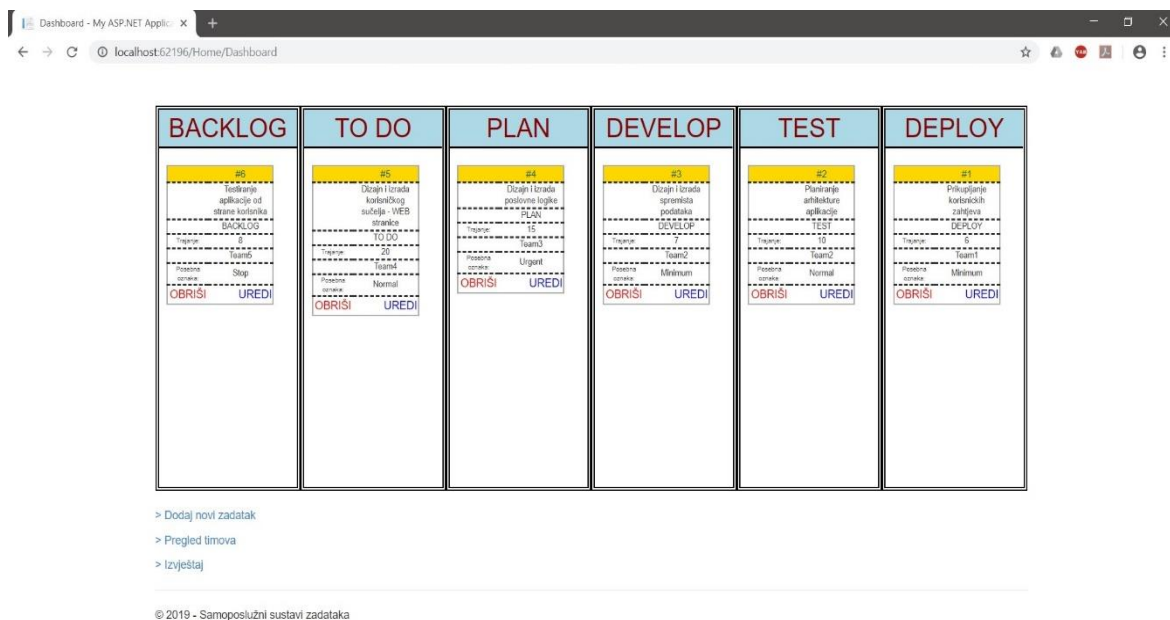 Dashboard - My ASP.NET Applic
localhost:62196/Home/Dashboard
BACKLOG
#6
Testiranje
aplikacije od
strane korisnika
BACKLOG
Trajanje: 8
Team5
Posebna
oznaka: Stop
OBRIŠI UREDI
TO DO
#5
Dizajn i izrada
korisničkog
sučelja - WEB
stranice
TO DO
Trajanje: 20
Team4
Posebna
oznaka: Normal
OBRIŠI UREDI
PLAN
#4
Dizajn i izrada
poslovne logike
PLAN
Trajanje: 15
Team3
Posebna
oznaka: Urgent
OBRIŠI UREDI
DEVELOP
#3
Dizajn i izrada
spremista
podataka
DEVELOP
Trajanje: 7
Team2
Posebna
oznaka: Minimum
OBRIŠI UREDI
TEST
#2
Planiranje
arhitekture
aplikacije
TEST
Trajanje: 10
Team2
Posebna
oznaka: Normal
OBRIŠI UREDI
DEPLOY
#1
Prikupljanje
korisnickih
zahtjeva
DEPLOY
Trajanje: 6
Team1
Posebna
oznaka: Minimum
OBRIŠI UREDI
> Dodaj novi zadatak
> Pregled timova
> Izvještaj
© 2019 - Samoposlužni sustavi zadataka